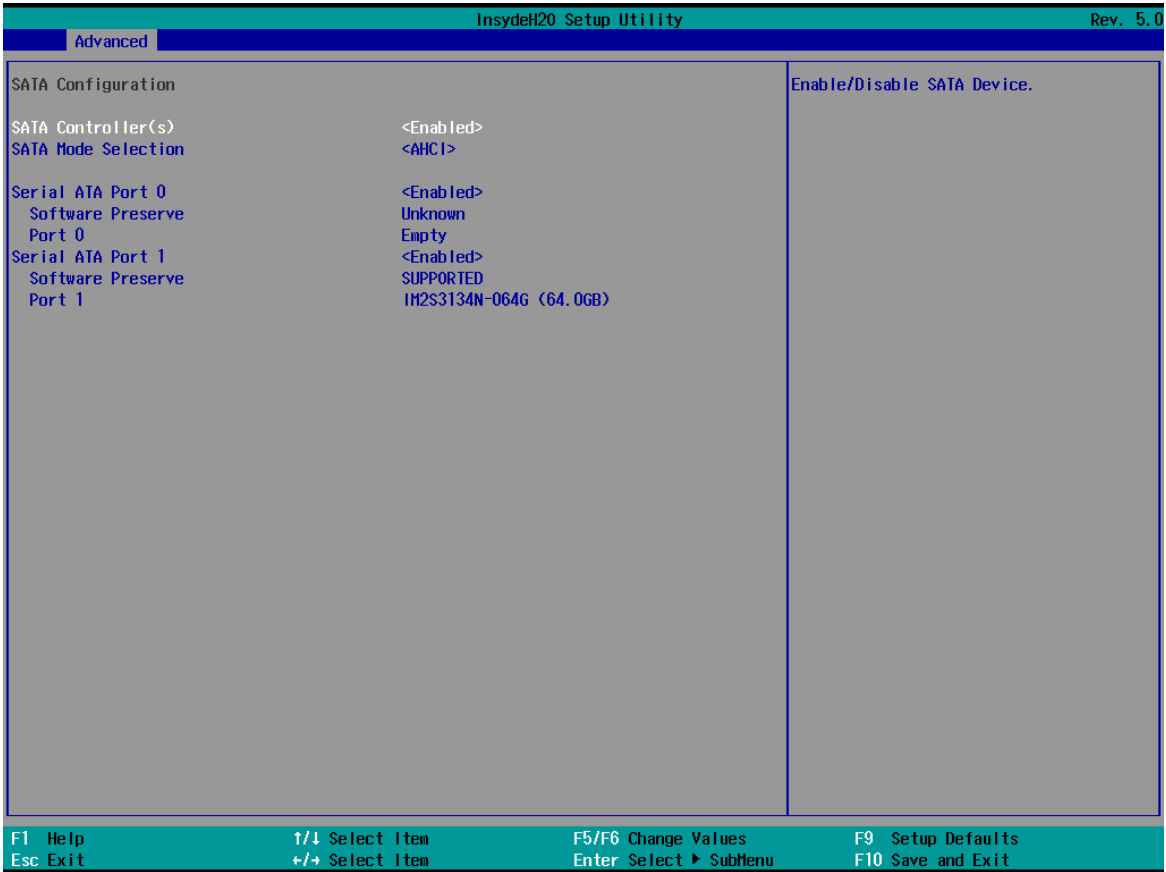 InsydeH20 Setup Utility Rev. 5.0
Advanced
SATA Configuration
Enable/Disable SATA Device.
SATA Controller(s) <Enabled>
SATA Mode Selection <AHCI>
Serial ATA Port 0 <Enabled>
Software Preserve Unknown
Port 0 Empty
Serial ATA Port 1 <Enabled>
Software Preserve SUPPORTED
Port 1 IM2S3134N-064G (64.0GB)
F1 Help ↑/↓ Select Item F5/F6 Change Values F9 Setup Defaults
Esc Exit ←/→ Select Item Enter Select ▶ SubMenu F10 Save and Exit